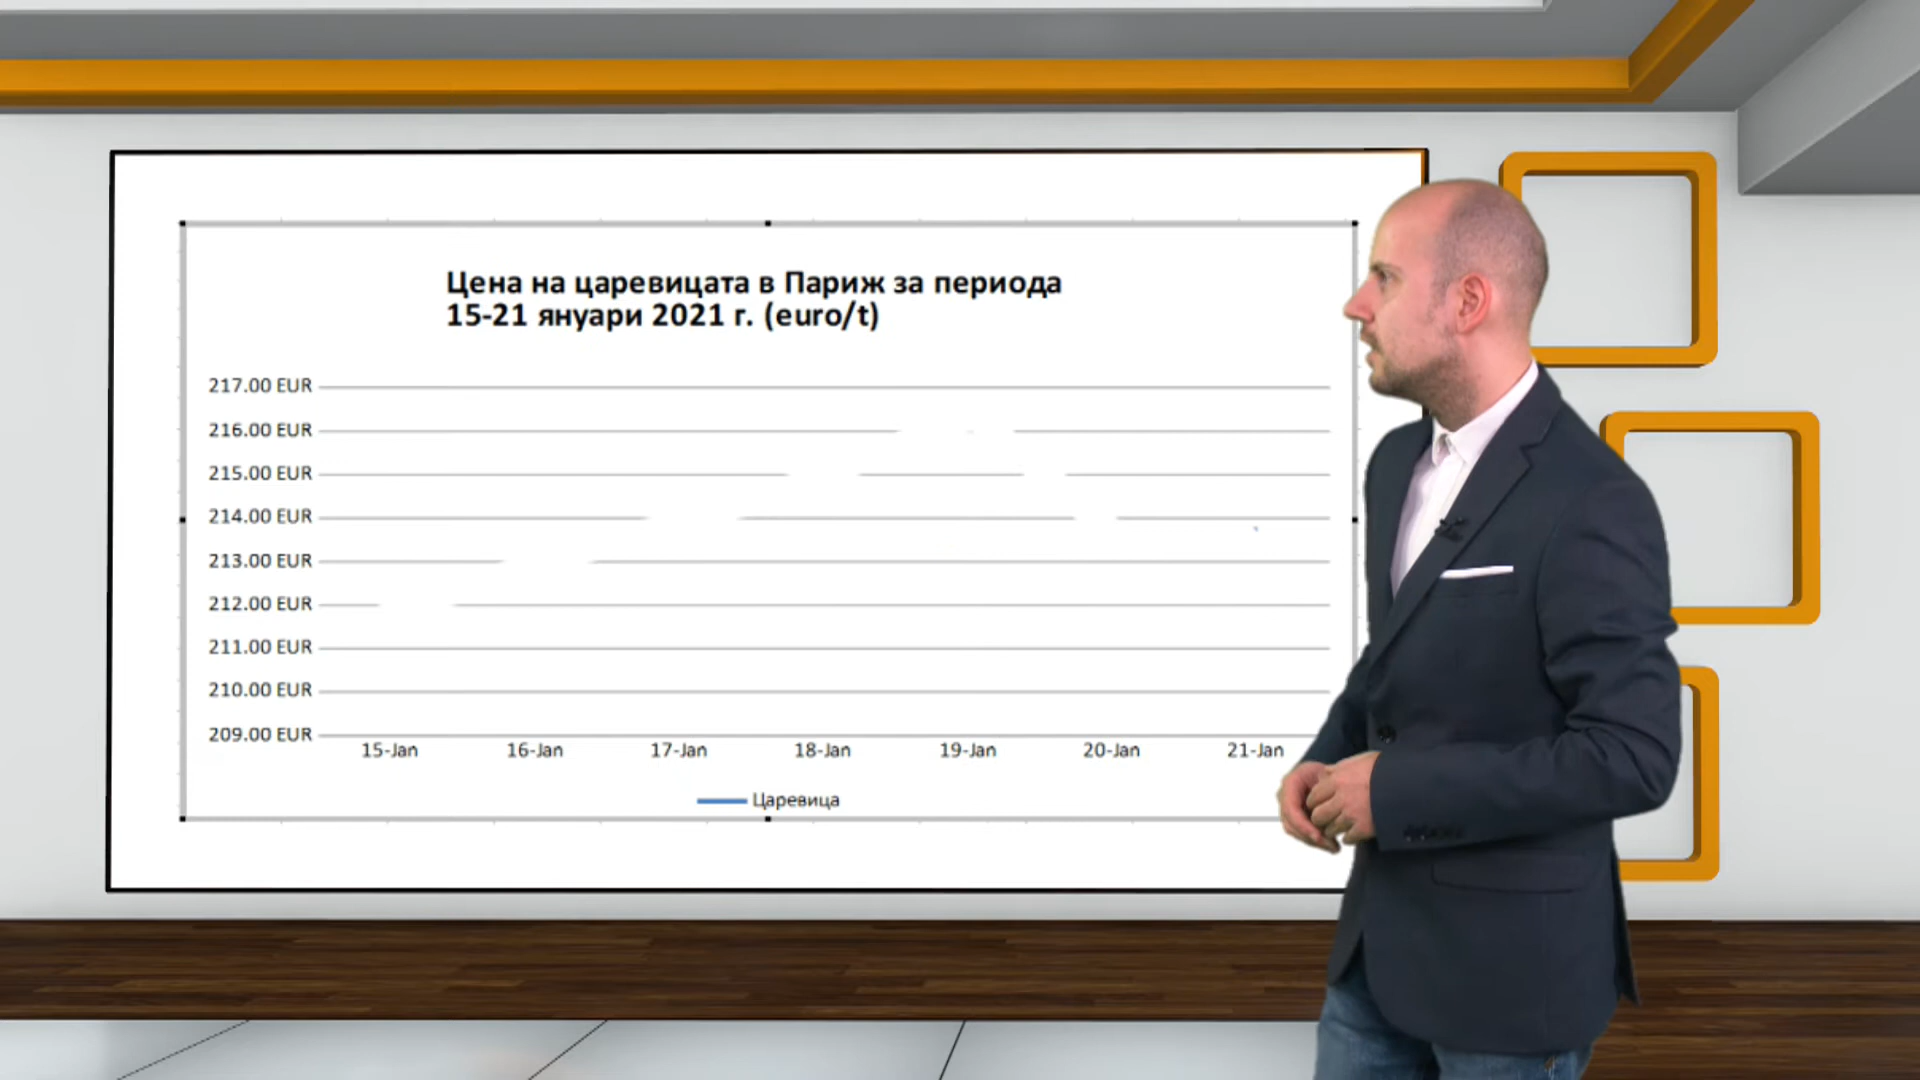 Цена на царевицата в Париж за периода
15-21 януари 2021 г. (euro/t)
217.00 EUR
216.00 EUR
215.00 EUR
214.00 EUR
213.00 EUR
212.00 EUR
211.00 EUR
210.00 EUR
209.00 EUR
15-Jan 16-Jan 17-Jan 18-Jan 19-Jan 20-Jan 21-Jan
Царевица